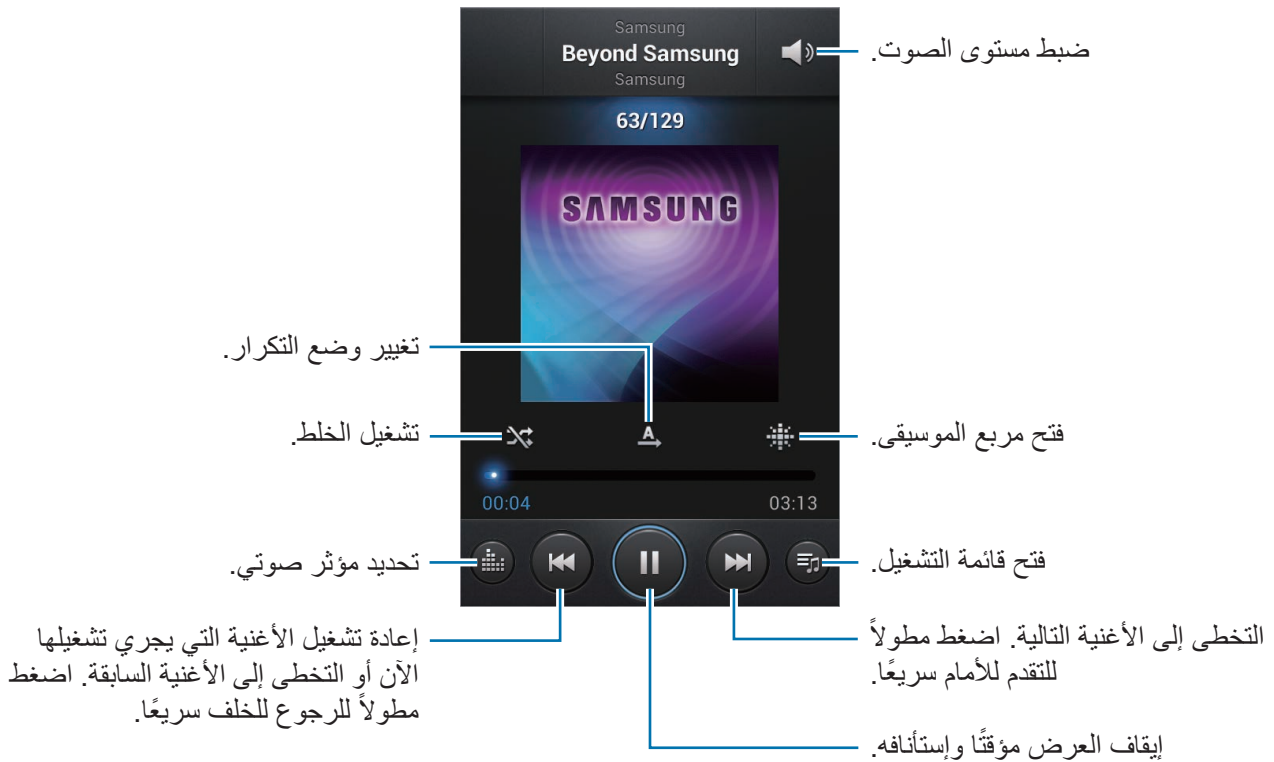 Samsung
Beyond Samsung
Samsung
ضبط مستوى الصوت.
63/129
SAMSUNG
تغيير وضع التكرار.
تشغيل الخلط.
A
فتح مربع الموسيقى.
00:04
03:13
تحديد مؤثر صوتي.
فتح قائمة التشغيل.
إعادة تشغيل الأغنية التي يجري تشغيلها
الآن أو التخطى إلى الأغنية السابقة. اضغط
مطولاً للرجوع للخلف سريعًا.
التخطى إلى الأغنية التالية. اضغط مطولاً
للتقدم للأمام سريعًا.
إيقاف العرض مؤقتًا وإستأنافه.